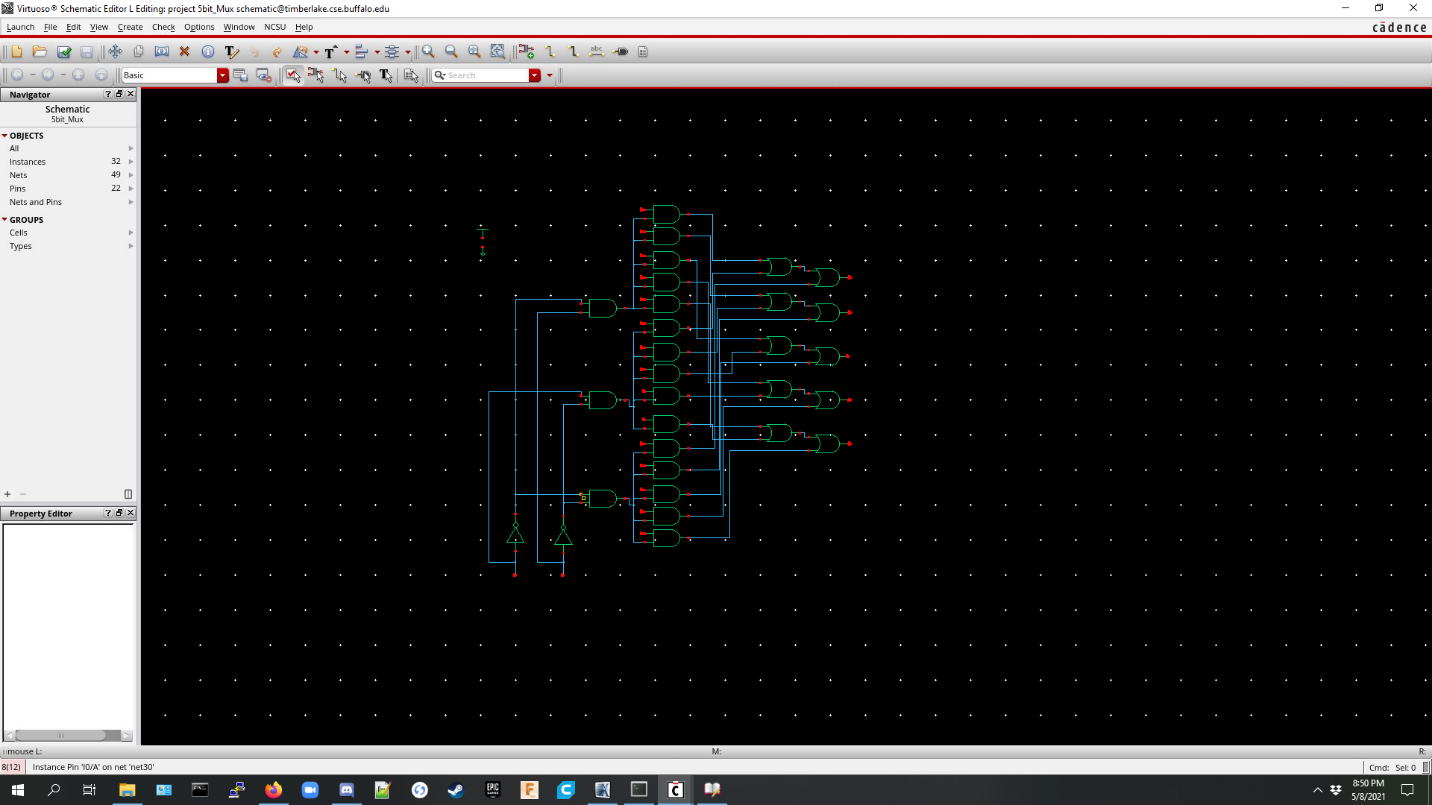 Virtuoso® Schematic Editor L Editing: project 5bit_Mux schematic@timberlake.cse.buffalo.edu
Launch File Edit View Create Check Options Window NCSU Help
cādence
abc
Basic
Search
Navigator
Schematic
5bit_Mux
OBJECTS
All
Instances 32
Nets 49
Pins 22
Nets and Pins
GROUPS
Cells
Types
Property Editor
mouse L: M: R:
8(12) Instance Pin 'I0/A' on net 'net30' Cmd: Sel: 0
EPIC GAMES
8:50 PM
5/8/2021